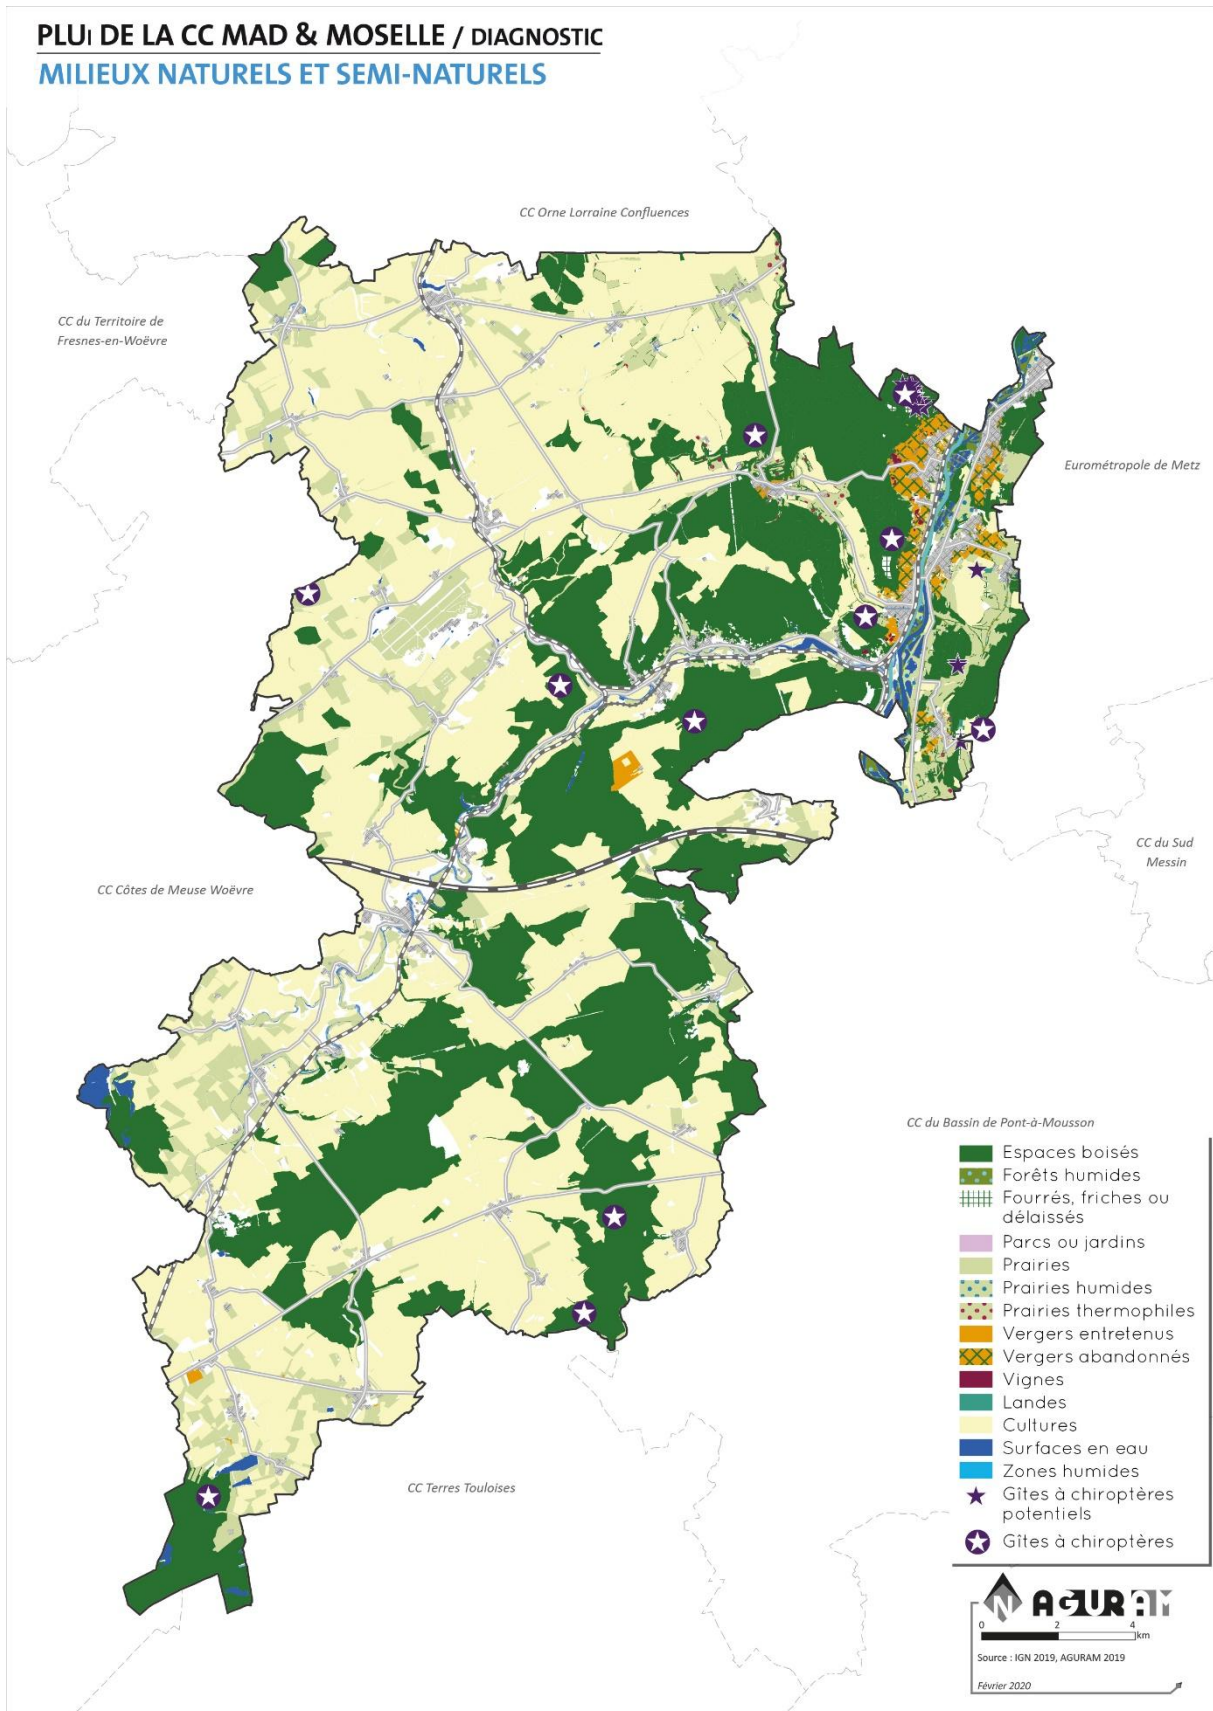 PLUi DE LA CC MAD & MOSELLE / DIAGNOSTIC
MILIEUX NATURELS ET SEMI-NATURELS
CC Orne Lorraine Confluences
CC du Territoire de
Fresnes-en-Woëvre
Eurométropole de Metz
CC du Sud
Messin
CC Côtes de Meuse Woëvre
CC du Bassin de Pont-à-Mousson
CC Terres Touloises
Espaces boisés
Forêts humides
Fourrés, friches ou
délaissés
Parcs ou jardins
Prairies
Prairies humides
Prairies thermophiles
Vergers entretenus
Vergers abandonnés
Vignes
Landes
Cultures
Surfaces en eau
Zones humides
Gîtes à chiroptères
potentiels
Gîtes à chiroptères
N AGURAM
0 2 4
km
Source : IGN 2019, AGURAM 2019
Février 2020